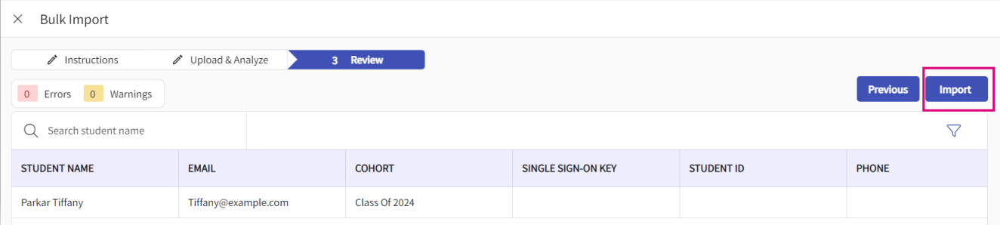 Bulk Import
Instructions Upload & Analyze 3 Review
0 Errors 0 Warnings
Previous Import
Search student name
STUDENT NAME EMAIL COHORT SINGLE SIGN-ON KEY STUDENT ID PHONE
Parkar Tiffany Tiffany@example.com Class Of 2024